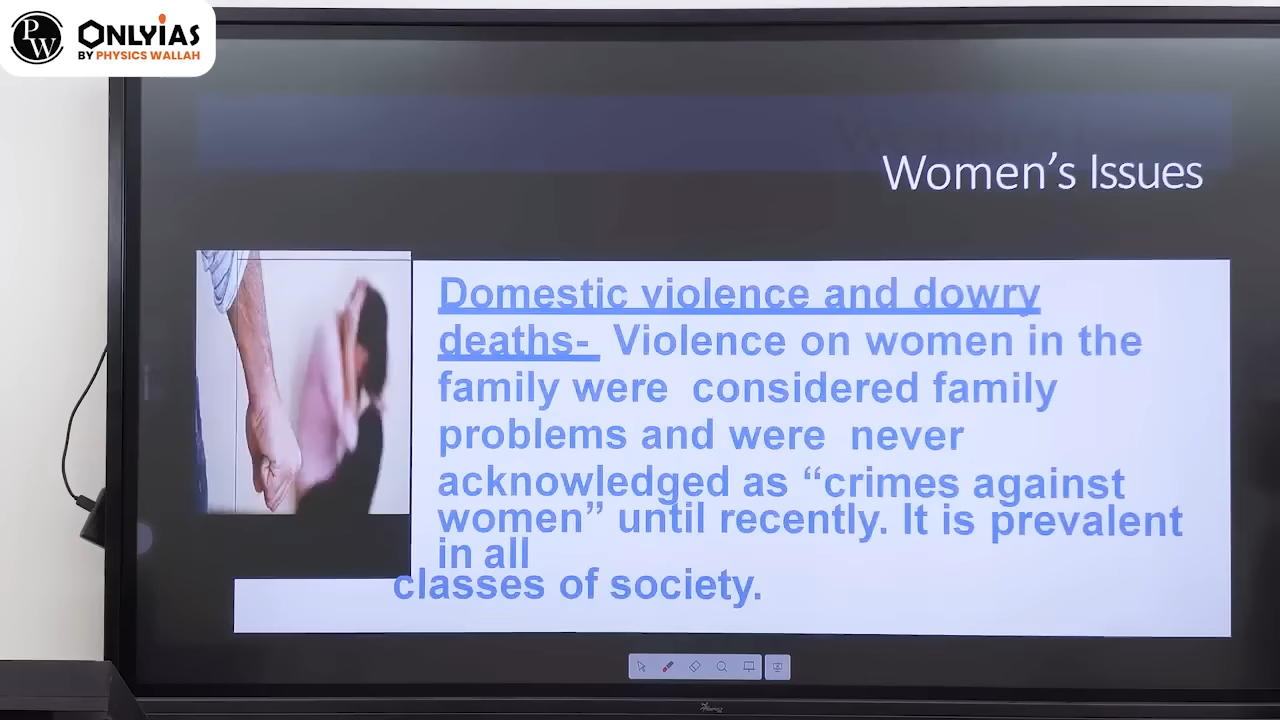 PW
ONLYIAS
BY PHYSICS WALLAH
Women's Issues
Domestic violence and dowry
deaths- Violence on women in the
family were considered family
problems and were never
acknowledged as “crimes against
women” until recently. It is prevalent
in all
classes of society.